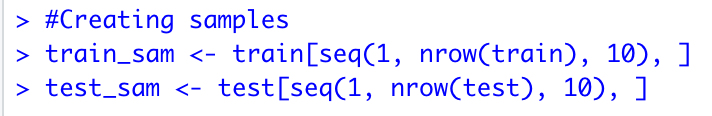 > #Creating samples
> train_sam <- train[seq(1, nrow(train), 10), ]
> test_sam <- test[seq(1, nrow(test), 10), ]